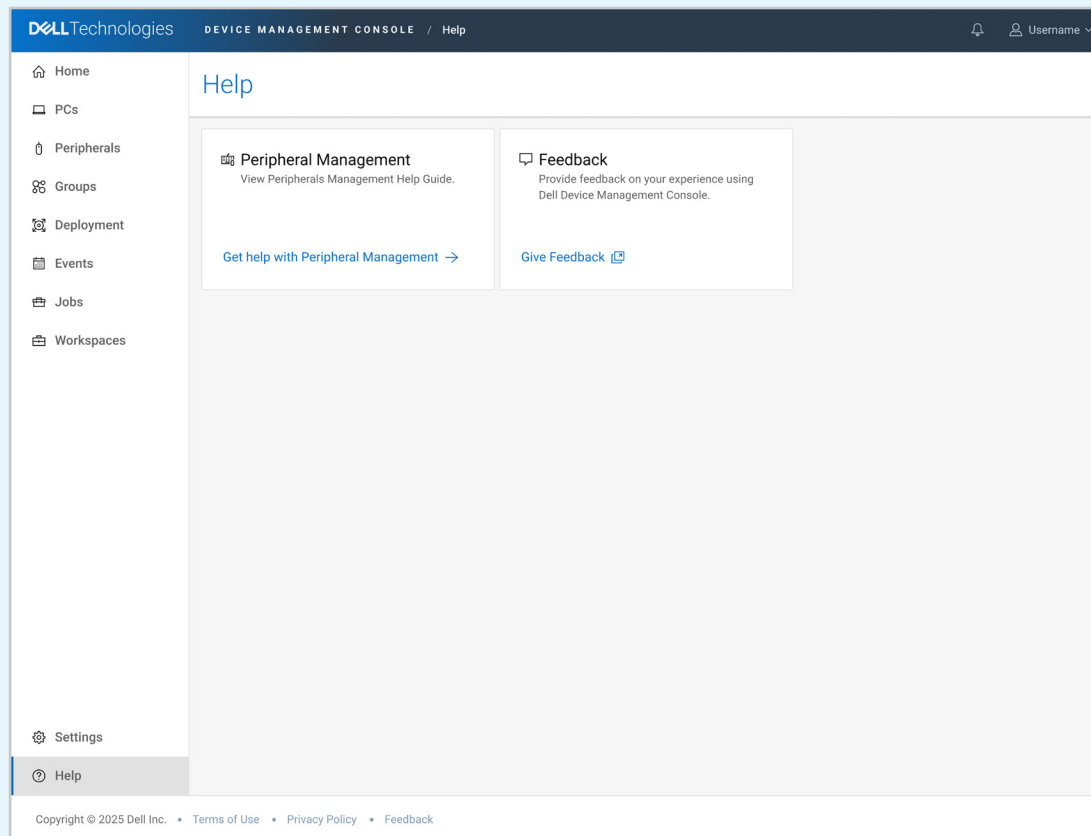 DELLTechnologies DEVICE MANAGEMENT CONSOLE / Help Username
Home
PCs
Peripherals
Groups
Deployment
Events
Jobs
Workspaces
Settings
Help
Help
Peripheral Management
View Peripherals Management Help Guide.
Get help with Peripheral Management →
Feedback
Provide feedback on your experience using
Dell Device Management Console.
Give Feedback
Copyright © 2025 Dell Inc. • Terms of Use • Privacy Policy • Feedback